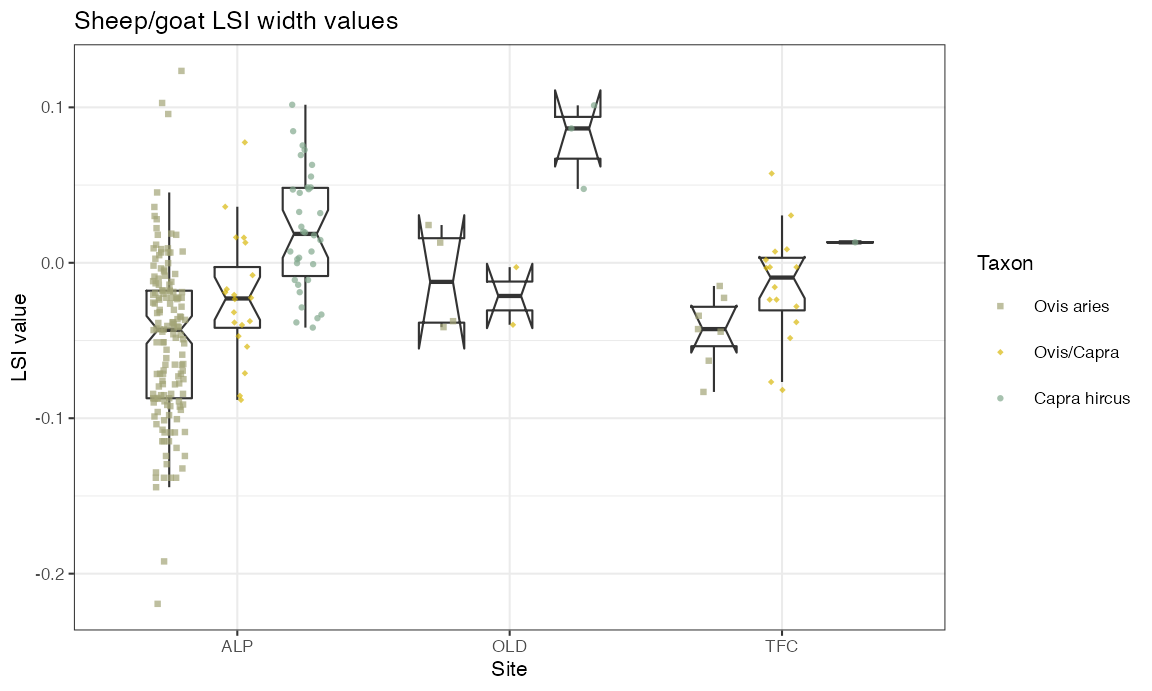 Sheep/goat LSI width values
LSI value
0.1
0.0
-0.1
-0.2
ALP
OLD
TFC
Site
Taxon
Ovis aries
Ovis/Capra
Capra hircus